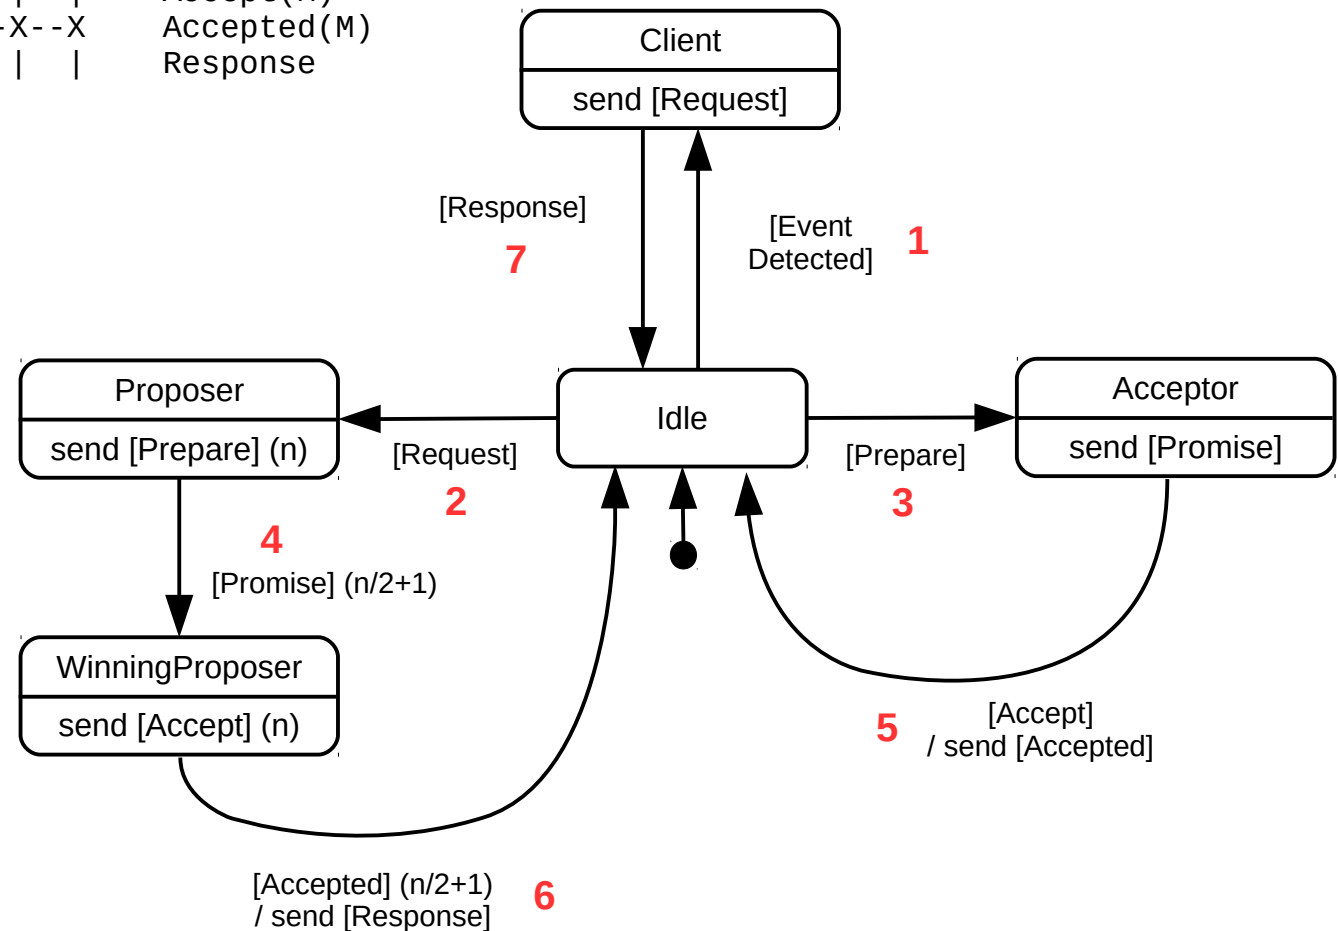 -X--X Accepted(M)
| | Response
Client
send [Request]
[Response]
7
[Event
Detected]
1
Proposer
send [Prepare] (n)
Idle
Acceptor
send [Promise]
[Request]
2
[Prepare]
3
4
[Promise] (n/2+1)
WinningProposer
send [Accept] (n)
5
[Accept]
/ send [Accepted]
[Accepted] (n/2+1)
/ send [Response]
6